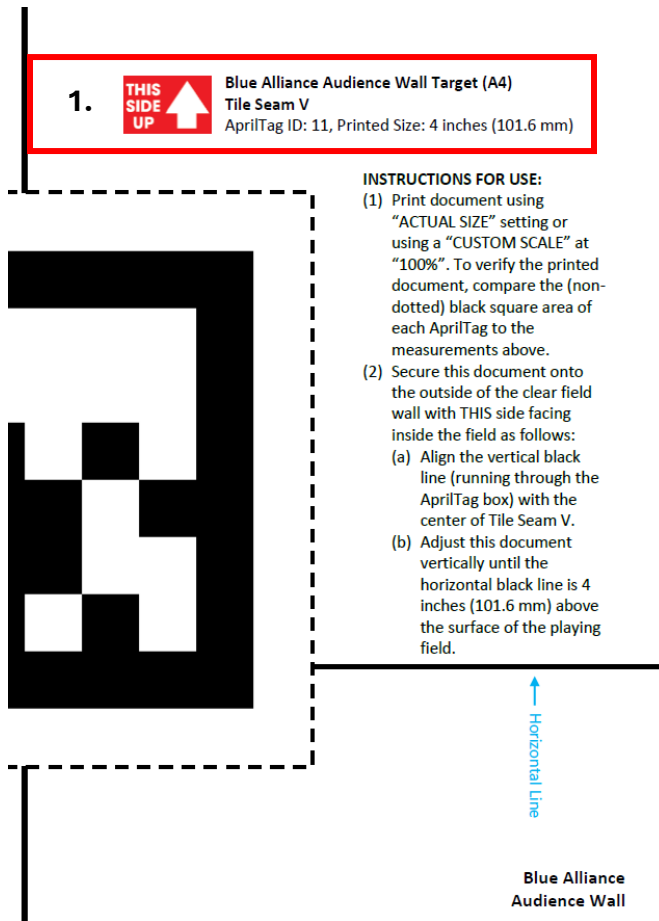 1.
THIS
SIDE
UP
Blue Alliance Audience Wall Target (A4)
Tile Seam V
AprilTag ID: 11, Printed Size: 4 inches (101.6 mm)
INSTRUCTIONS FOR USE:
(1) Print document using
“ACTUAL SIZE” setting or
using a “CUSTOM SCALE” at
“100%”. To verify the printed
document, compare the (non-
dotted) black square area of
each AprilTag to the
measurements above.
(2) Secure this document onto
the outside of the clear field
wall with THIS side facing
inside the field as follows:
(a) Align the vertical black
line (running through the
AprilTag box) with the
center of Tile Seam V.
(b) Adjust this document
vertically until the
horizontal black line is 4
inches (101.6 mm) above
the surface of the playing
field.
Horizontal Line
Blue Alliance
Audience Wall